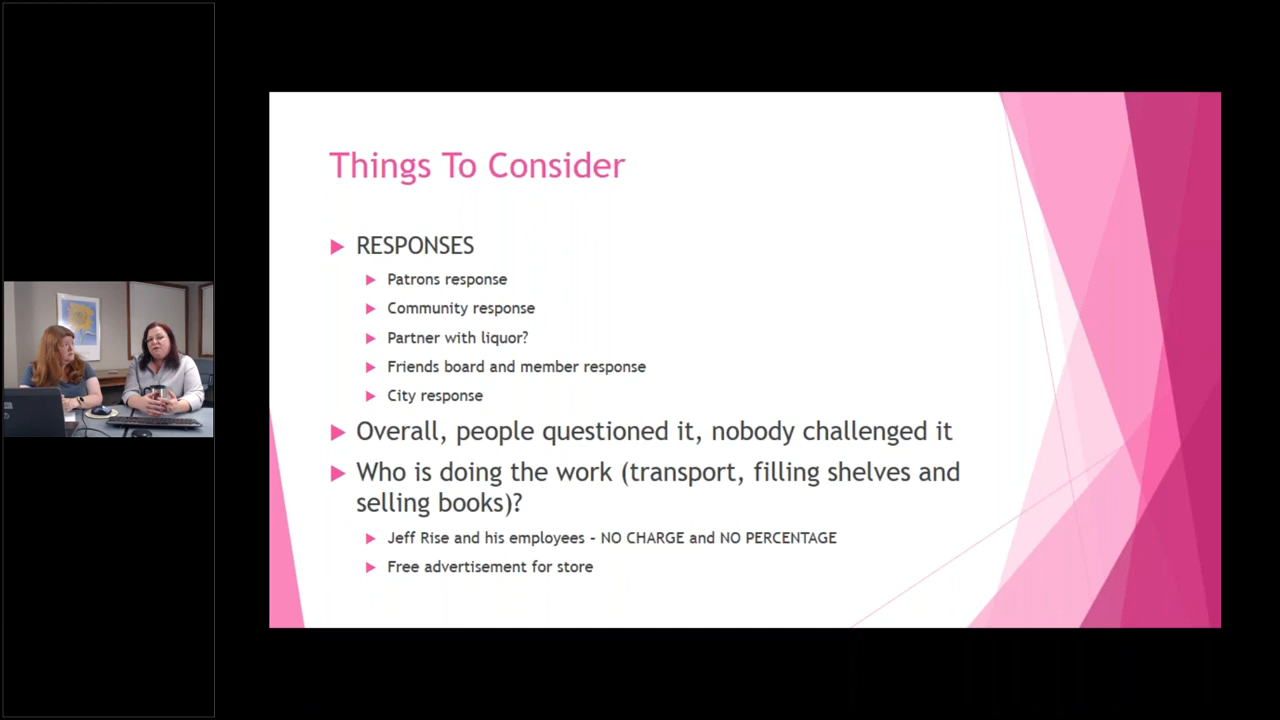 Things To Consider
RESPONSES
Patrons response
Community response
Partner with liquor?
Friends board and member response
City response
Overall, people questioned it, nobody challenged it
Who is doing the work (transport, filling shelves and
selling books)?
Jeff Rise and his employees – NO CHARGE and NO PERCENTAGE
Free advertisement for store